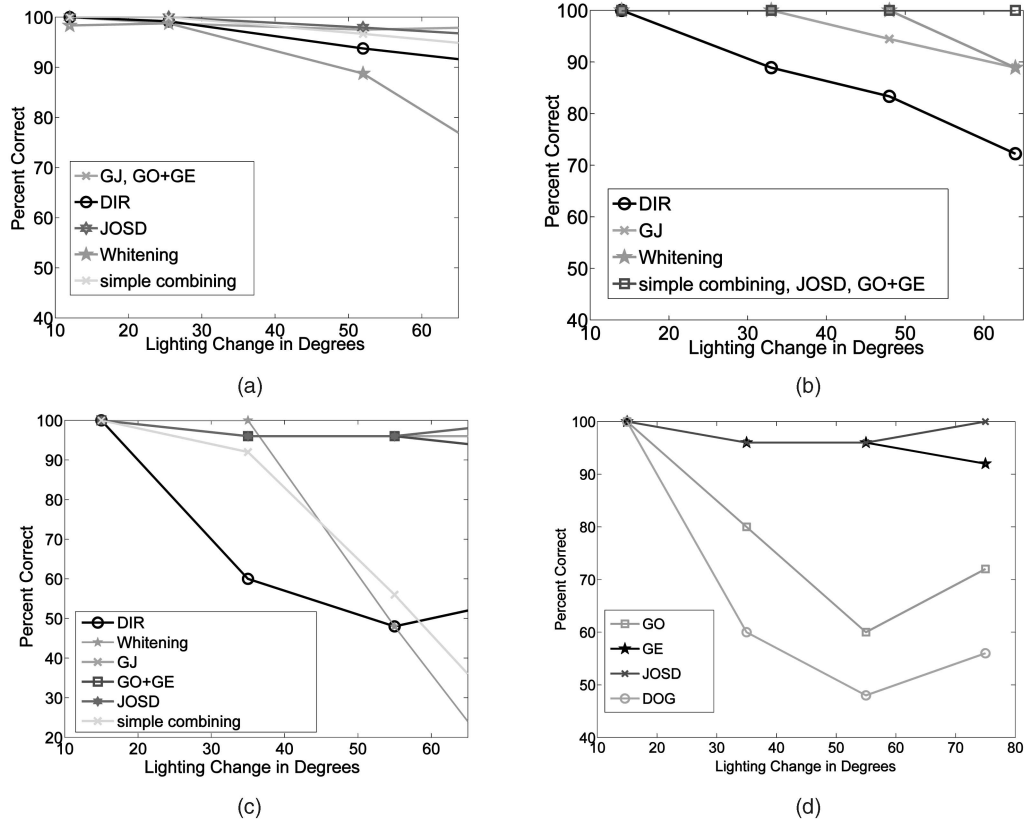 100
90
80
70
60
50
40
Percent Correct
GJ, GO+GE
DIR
JOSD
Whitening
simple combining
10 20 30 40 50 60
Lighting Change in Degrees
(a)
100
90
80
70
60
50
40
Percent Correct
DIR
GJ
Whitening
simple combining, JOSD, GO+GE
10 20 30 40 50 60
Lighting Change in Degrees
(b)
100
90
80
70
60
50
40
30
20
Percent Correct
DIR
Whitening
GJ
GO+GE
JOSD
simple combining
10 20 30 40 50 60
Lighting Change in Degrees
(c)
100
90
80
70
60
50
40
Percent Correct
GO
GE
JOSD
DOG
10 20 30 40 50 60 70 80
Lighting Change in Degrees
(d)